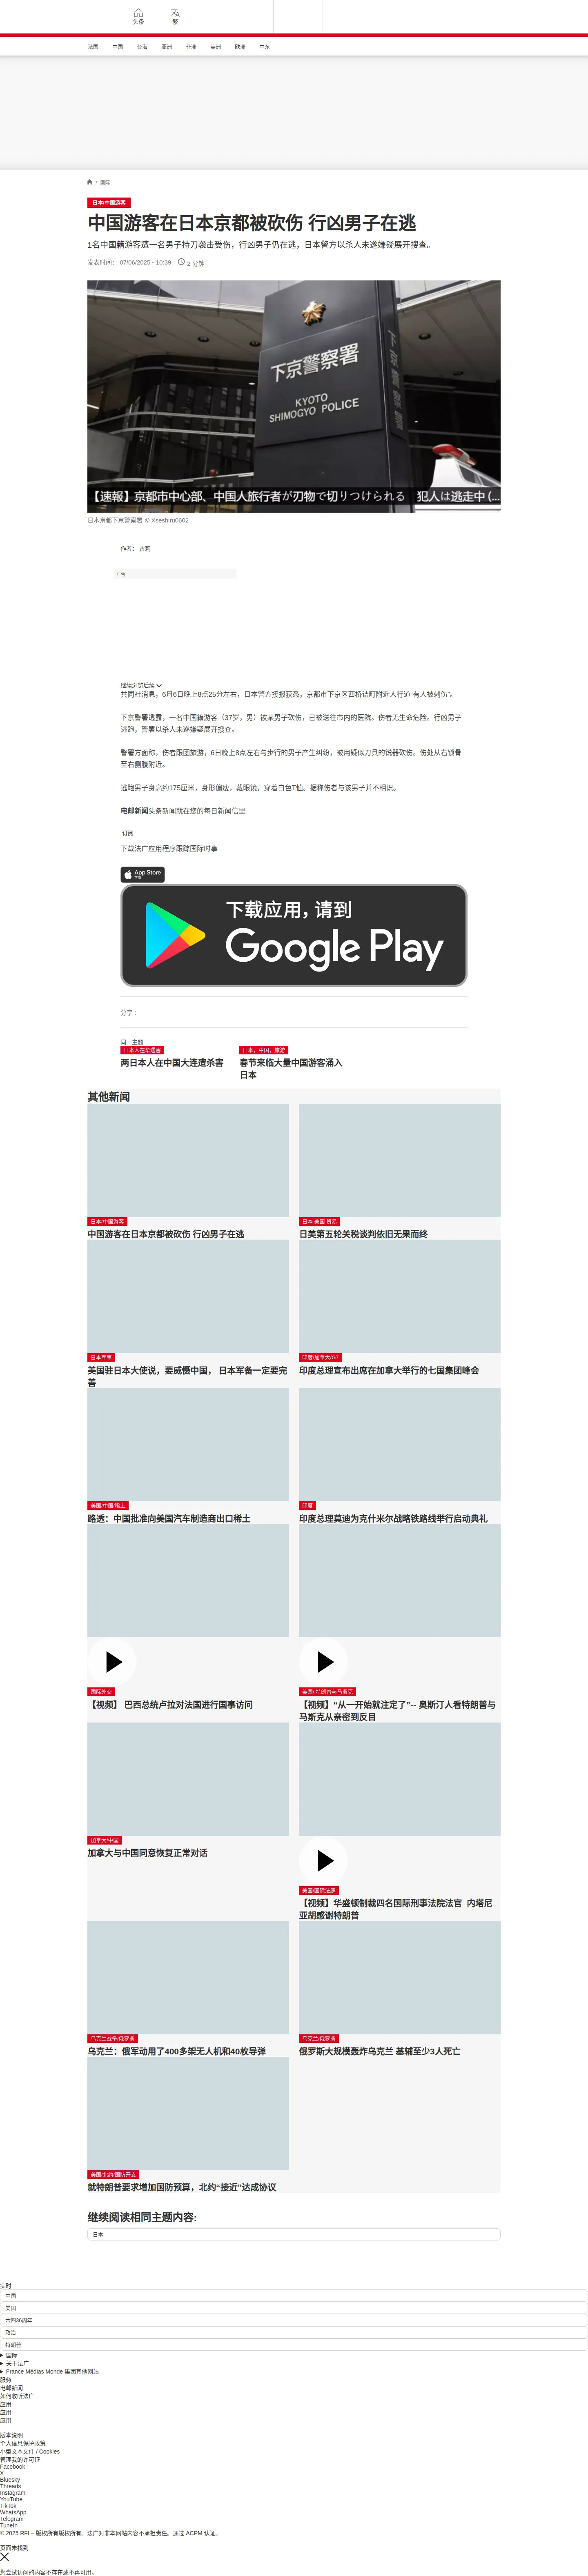 头条
繁
法国
中国
台海
亚洲
非洲
美洲
欧洲
中东
/ 国际
日本/中国游客
中国游客在日本京都被砍伤 行凶男子在逃
1名中国籍游客遭一名男子持刀袭击受伤，行凶男子仍在逃，日本警方以杀人未遂嫌疑展开搜查。
发表时间： 07/06/2025 - 10:39
2 分钟
下京警察署
KYOTO
SHIMOGYO POLICE
下京警察署
【速報】京都市中心部、中国人旅行者が刃物で切りつけられる 犯人は逃走中 (...
日本京都下京警察署 © Xseshiru0602
作者： 古莉
广告
继续浏览后续
共同社消息，6月6日晚上8点25分左右，日本警方接报获悉，京都市下京区西桥诘町附近人行道“有人被刺伤”。
下京警署透露，一名中国籍游客（37岁，男）被某男子砍伤，已被送往市内的医院。伤者无生命危险。行凶男子
逃跑，警署以杀人未遂嫌疑展开搜查。
警署方面称，伤者跟团旅游，6日晚上8点左右与步行的男子产生纠纷，被用疑似刀具的锐器砍伤。伤处从右锁骨
至右侧腹附近。
逃跑男子身高约175厘米，身形偏瘦，戴眼镜，穿着白色T恤。据称伤者与该男子并不相识。
电邮新闻头条新闻就在您的每日新闻信里
订阅
下载法广应用程序跟踪国际时事
App Store
下载
下载应用，请到
Google Play
分享 :
同一主题
日本人在华遇害
两日本人在中国大连遭杀害
日本，中国，旅游
春节来临大量中国游客涌入
日本
其他新闻
日本/中国游客
中国游客在日本京都被砍伤 行凶男子在逃
日本 美国 贸易
日美第五轮关税谈判依旧无果而终
日本军事
美国驻日本大使说，要威慑中国， 日本军备一定要完
善
印度/加拿大/G7
印度总理宣布出席在加拿大举行的七国集团峰会
美国/中国/稀土
路透：中国批准向美国汽车制造商出口稀土
印度
印度总理莫迪为克什米尔战略铁路线举行启动典礼
国际外交
【视频】 巴西总统卢拉对法国进行国事访问
美国/ 特朗普与马斯克
【视频】“从一开始就注定了”-- 奥斯汀人看特朗普与
马斯克从亲密到反目
加拿大/中国
加拿大与中国同意恢复正常对话
美国/国际法庭
【视频】华盛顿制裁四名国际刑事法院法官 内塔尼
亚胡感谢特朗普
乌克兰战争/俄罗斯
乌克兰：俄军动用了400多架无人机和40枚导弹
乌克兰/俄罗斯
俄罗斯大规模轰炸乌克兰 基辅至少3人死亡
美国/北约/国防开支
就特朗普要求增加国防预算，北约“接近”达成协议
继续阅读相同主题内容:
日本
实时
中国
美国
六四36周年
政治
特朗普
国际
关于法广
France Médias Monde 集团其他网站
服务
电邮新闻
如何收听法广
应用
应用
应用
版本说明
个人信息保护政策
小型文本文件 / Cookies
管理我的许可证
Facebook
X
Bluesky
Threads
Instagram
YouTube
TikTok
WhatsApp
Telegram
TuneIn
© 2025 RFI – 版权所有版权所有。法广对非本网站内容不承担责任。通过 ACPM 认证。
页面未找到
您尝试访问的内容不存在或不再可用。